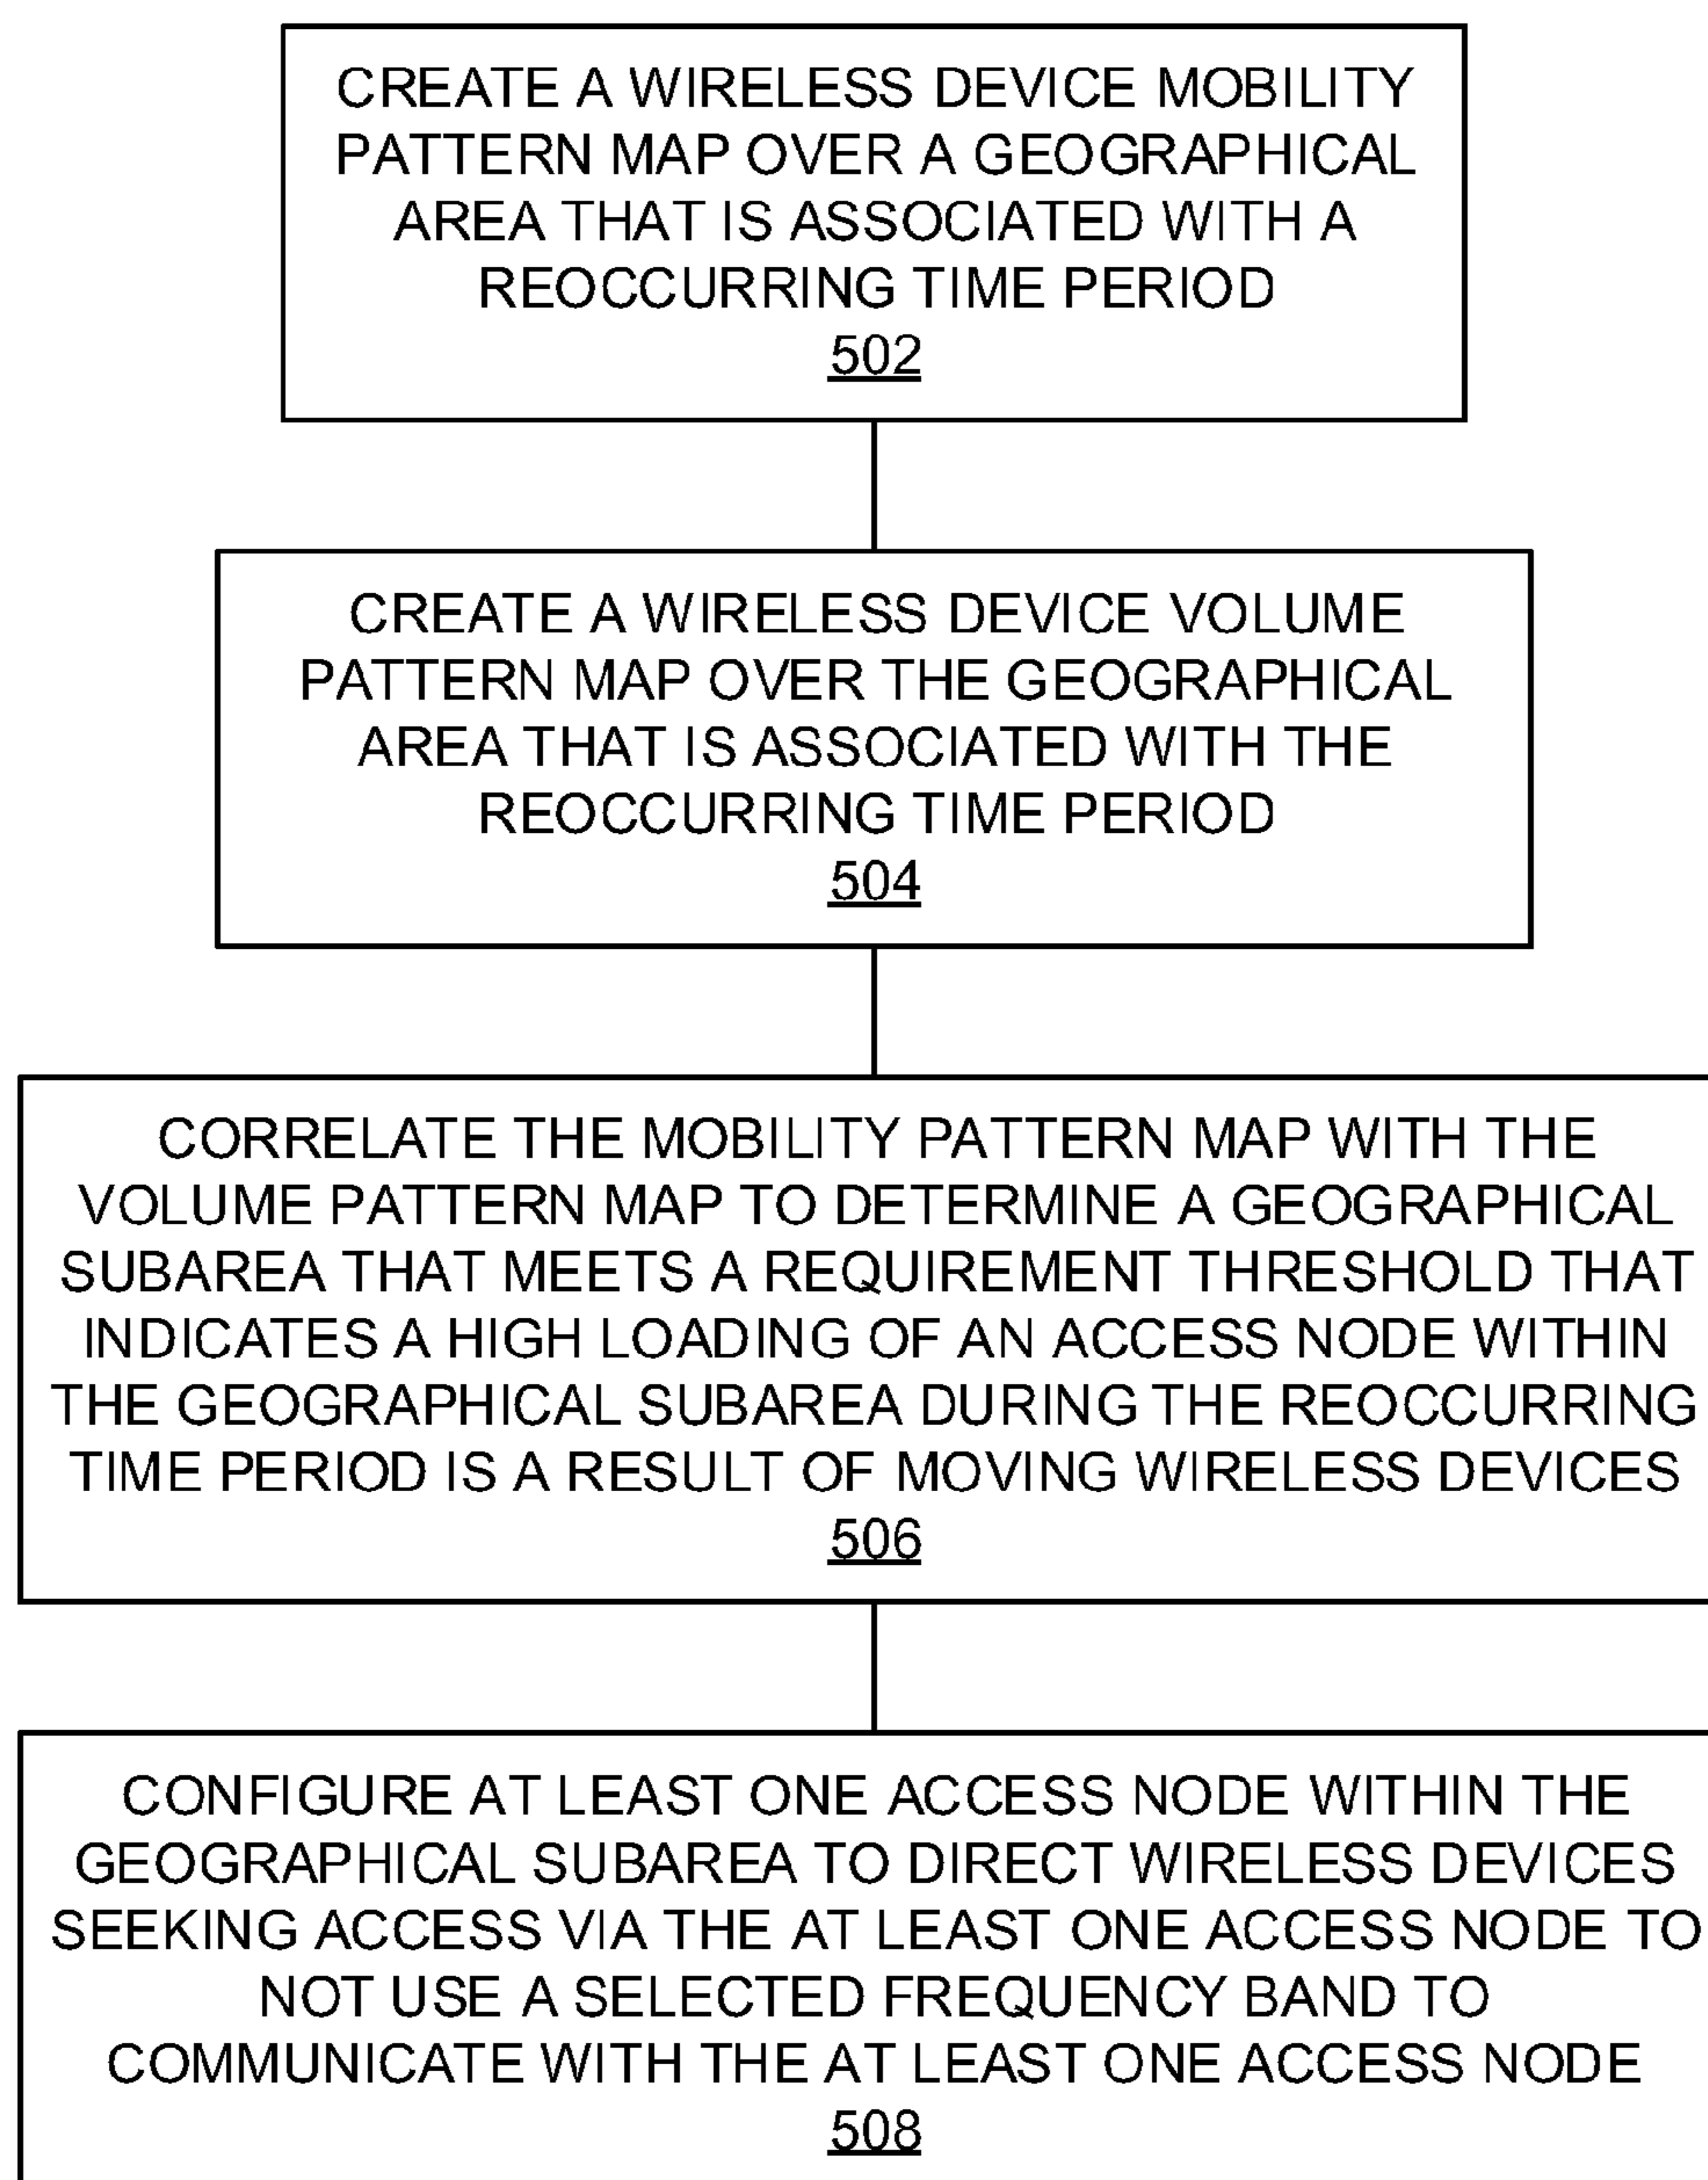 CREATE A WIRELESS DEVICE MOBILITY
PATTERN MAP OVER A GEOGRAPHICAL
AREA THAT IS ASSOCIATED WITH A
REOCCURRING TIME PERIOD
502
CREATE A WIRELESS DEVICE VOLUME
PATTERN MAP OVER THE GEOGRAPHICAL
AREA THAT IS ASSOCIATED WITH THE
REOCCURRING TIME PERIOD
504
CORRELATE THE MOBILITY PATTERN MAP WITH THE
VOLUME PATTERN MAP TO DETERMINE A GEOGRAPHICAL
SUBAREA THAT MEETS A REQUIREMENT THRESHOLD THAT
INDICATES A HIGH LOADING OF AN ACCESS NODE WITHIN
THE GEOGRAPHICAL SUBAREA DURING THE REOCCURRING
TIME PERIOD IS A RESULT OF MOVING WIRELESS DEVICES
506
CONFIGURE AT LEAST ONE ACCESS NODE WITHIN THE
GEOGRAPHICAL SUBAREA TO DIRECT WIRELESS DEVICES
SEEKING ACCESS VIA THE AT LEAST ONE ACCESS NODE TO
NOT USE A SELECTED FREQUENCY BAND TO
COMMUNICATE WITH THE AT LEAST ONE ACCESS NODE
508